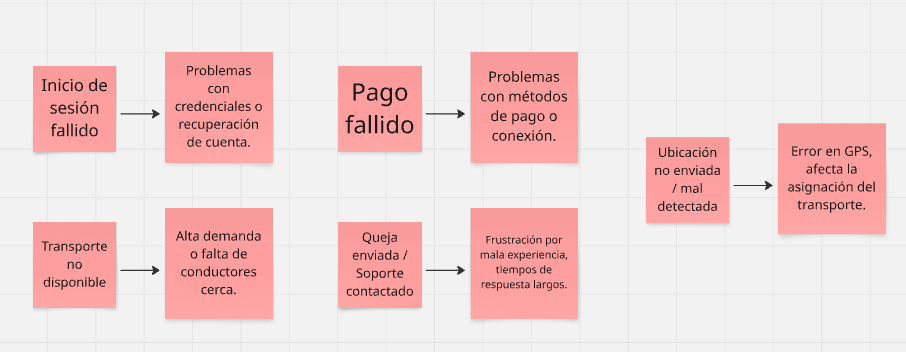 Inicio de
sesión
fallido
Problemas
con
credenciales o
recuperación
de cuenta.
Pago
fallido
Problemas
con métodos
de pago o
conexión.
Ubicación
no enviada
/ mal
detectada
Error en GPS,
afecta la
asignación del
transporte.
Transporte
no
disponible
Alta demanda
o falta de
conductores
cerca.
Queja
enviada /
Soporte
contactado
Frustración por
mala experiencia,
tiempos de
respuesta largos.